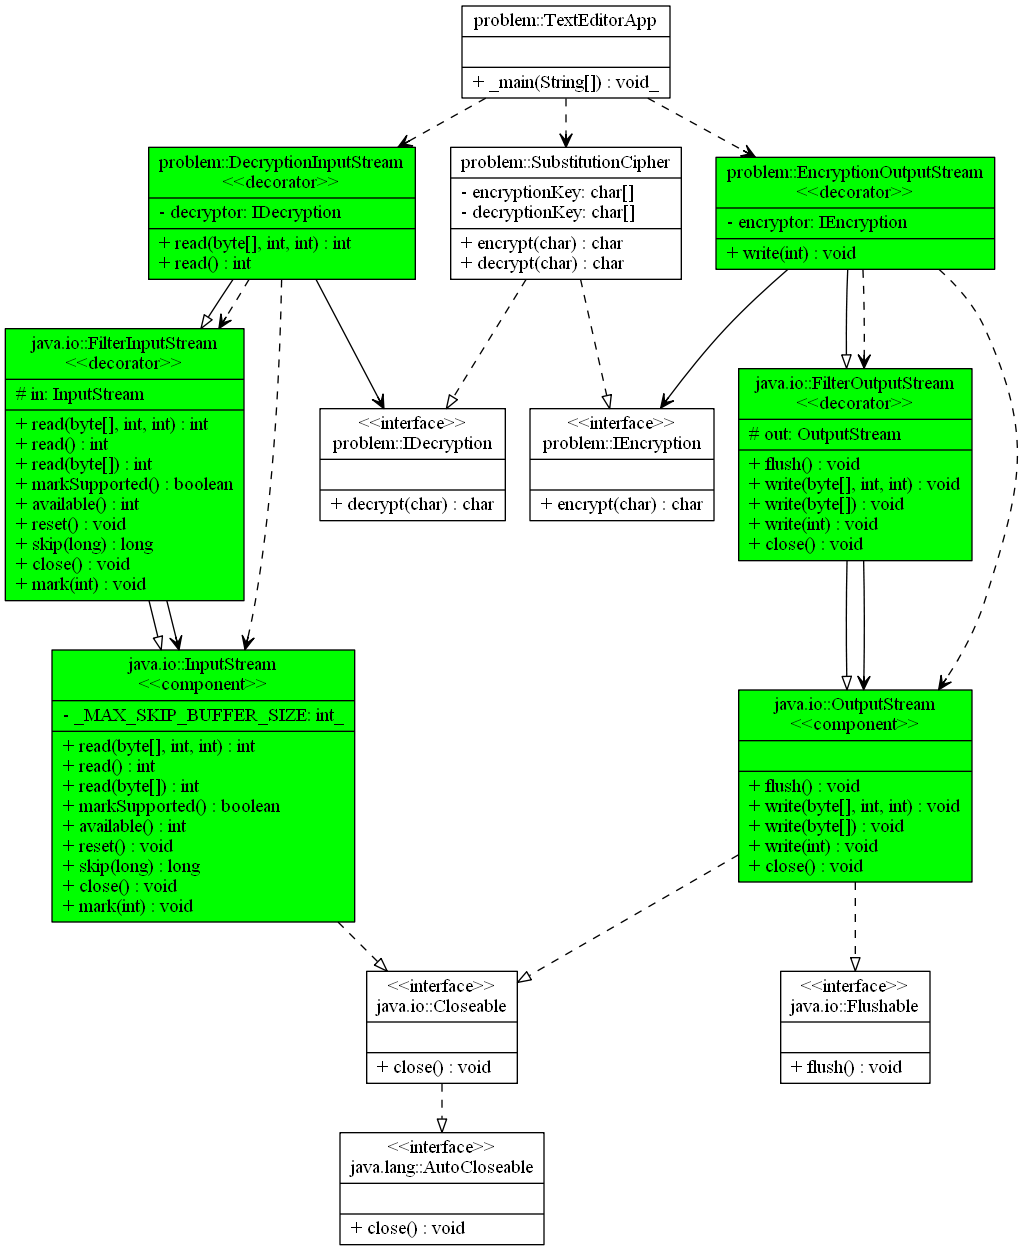 problem::TextEditorApp
+ _main(String[]) : void_
problem::DecryptionInputStream
<<decorator>>
- decryptor: IDecryption
+ read(byte[], int, int) : int
+ read() : int
problem::SubstitutionCipher
- encryptionKey: char[]
- decryptionKey: char[]
+ encrypt(char) : char
+ decrypt(char) : char
problem::EncryptionOutputStream
<<decorator>>
- encryptor: IEncryption
+ write(int) : void
java.io::FilterInputStream
<<decorator>>
# in: InputStream
+ read(byte[], int, int) : int
+ read() : int
+ read(byte[]) : int
+ markSupported() : boolean
+ available() : int
+ reset() : void
+ skip(long) : long
+ close() : void
+ mark(int) : void
<<interface>>
problem::IDecryption
+ decrypt(char) : char
<<interface>>
problem::IEncryption
+ encrypt(char) : char
java.io::FilterOutputStream
<<decorator>>
# out: OutputStream
+ flush() : void
+ write(byte[], int, int) : void
+ write(byte[]) : void
+ write(int) : void
+ close() : void
java.io::InputStream
<<component>>
- _MAX_SKIP_BUFFER_SIZE: int_
+ read(byte[], int, int) : int
+ read() : int
+ read(byte[]) : int
+ markSupported() : boolean
+ available() : int
+ reset() : void
+ skip(long) : long
+ close() : void
+ mark(int) : void
java.io::OutputStream
<<component>>
+ flush() : void
+ write(byte[], int, int) : void
+ write(byte[]) : void
+ write(int) : void
+ close() : void
<<interface>>
java.io::Closeable
+ close() : void
<<interface>>
java.io::Flushable
+ flush() : void
<<interface>>
java.lang::AutoCloseable
+ close() : void